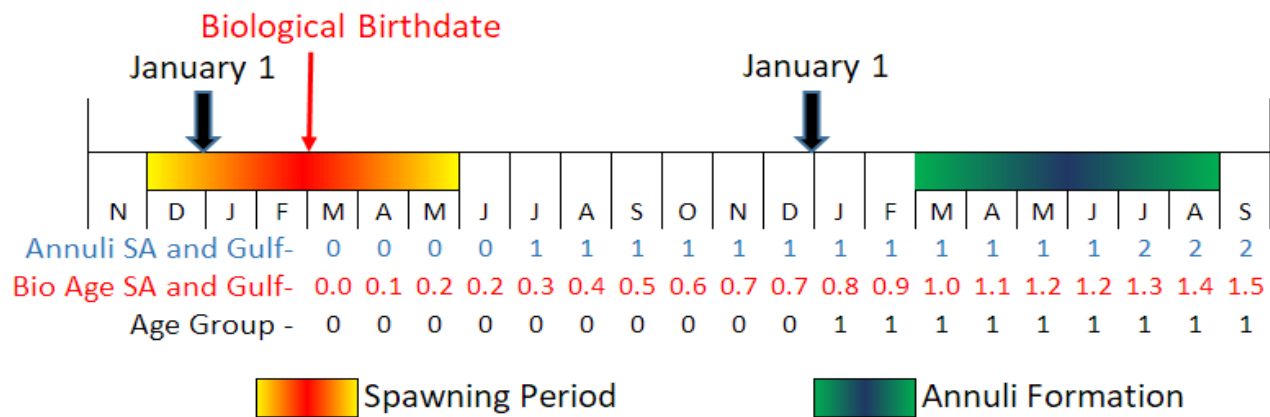 Biological Birthdate
January 1 January 1
N D J F M A M J J A S O N D J F M A M J J A S
Annuli SA and Gulf- 0 0 0 0 1 1 1 1 1 1 1 1 1 1 1 1 2 2 2
Bio Age SA and Gulf- 0.0 0.1 0.2 0.2 0.3 0.4 0.5 0.6 0.7 0.7 0.8 0.9 1.0 1.1 1.2 1.2 1.3 1.4 1.5
Age Group - 0 0 0 0 0 0 0 0 0 0 1 1 1 1 1 1 1 1 1
Spawning Period Annuli Formation